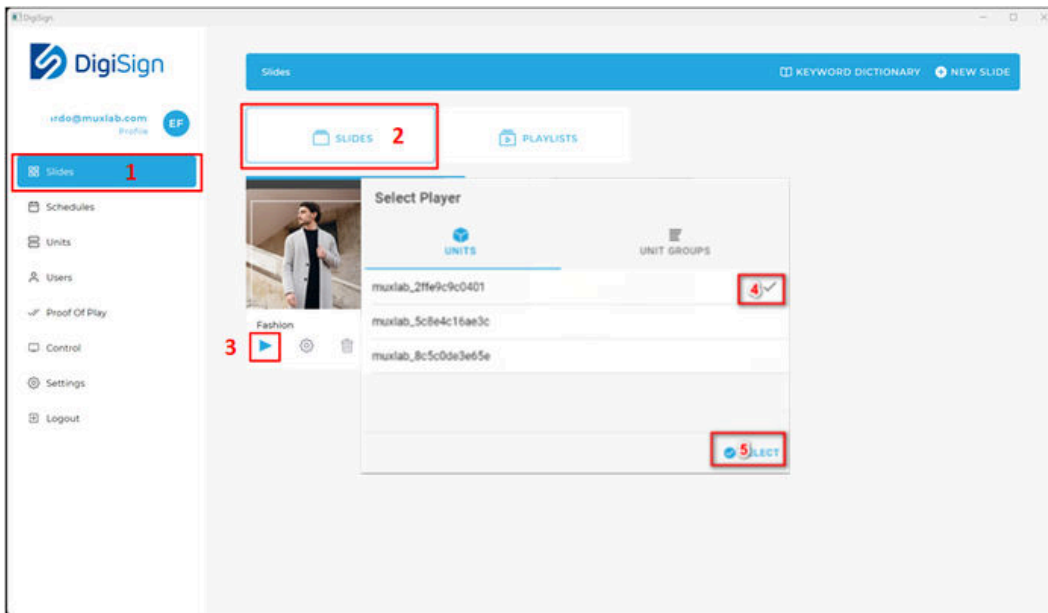 DigiSign
DigiSign
Slides
KEYWORD DICTIONARY
NEW SLIDE
rdo@muxlab.com
EF
Profile
SLIDES
2
PLAYLISTS
Slides
1
Schedules
Units
Users
Proof Of Play
Control
Settings
Logout
Select Player
UNITS
UNIT GROUPS
muxlab_2ffe9c9c0401
4
muxlab_5c8e4c16ae3c
muxlab_8c5c0de3e65e
Fashion
3
5
LECT